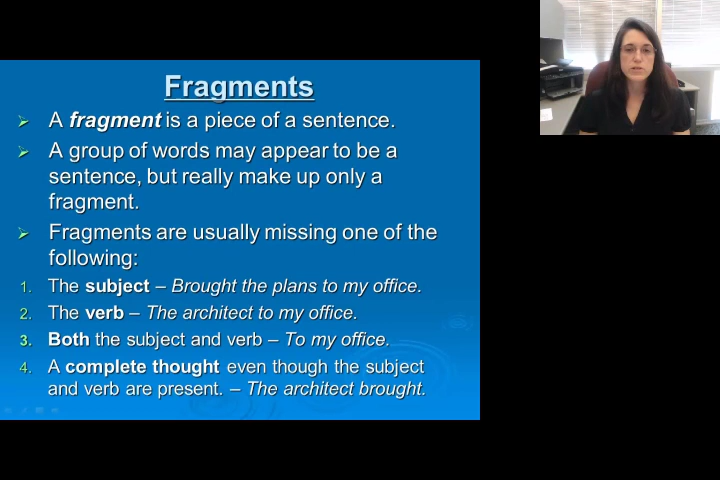 Fragments
A fragment is a piece of a sentence.
A group of words may appear to be a
sentence, but really make up only a
fragment.
Fragments are usually missing one of the
following:
1. The subject – Brought the plans to my office.
2. The verb – The architect to my office.
3. Both the subject and verb – To my office.
4. A complete thought even though the subject
and verb are present. – The architect brought.